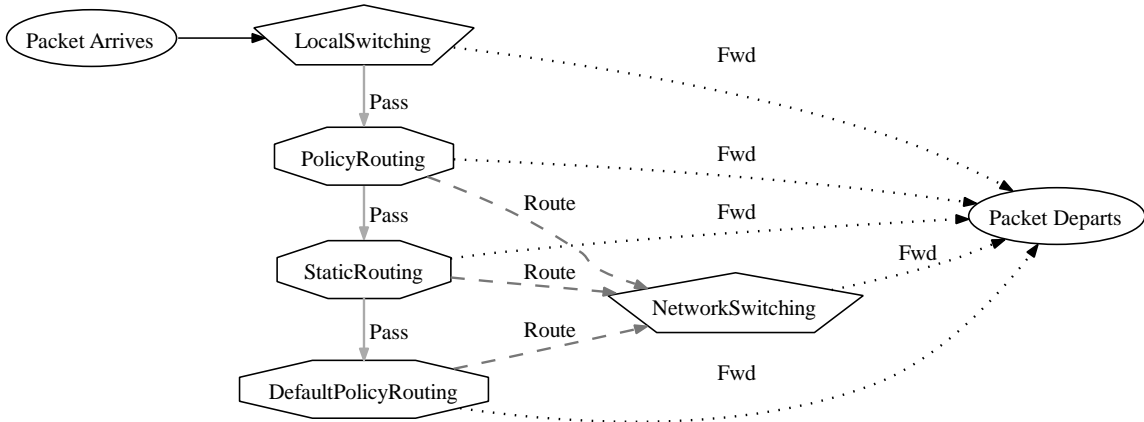 Packet Arrives
LocalSwitching
Fwd
Pass
PolicyRouting
Fwd
Pass
Route
Fwd
Packet Departs
StaticRouting
Route
Fwd
NetworkSwitching
Pass
Route
DefaultPolicyRouting
Fwd